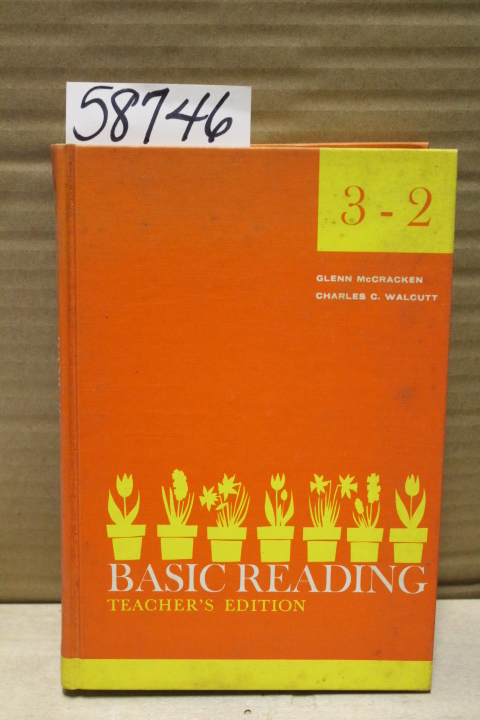 58746
3 - 2
GLENN McCRACKEN
CHARLES C. WALCUTT
BASIC READING
TEACHER'S EDITION